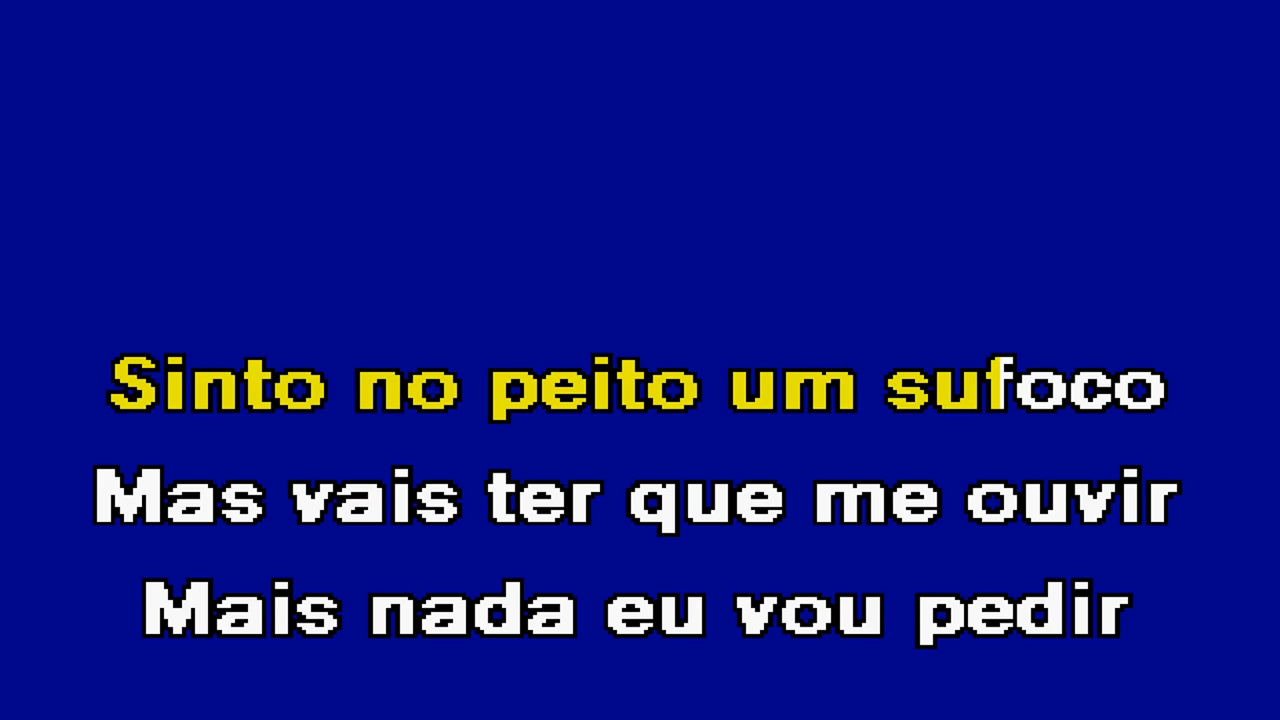 Sinto no peito um sufoco
Mas vais ter que me ouvir
Mais nada eu vou pedir